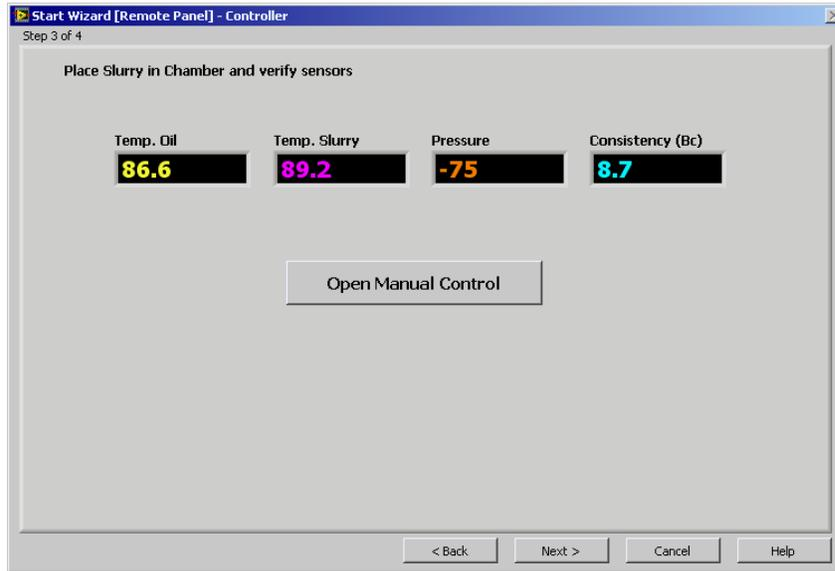 Start Wizard [Remote Panel] - Controller
Step 3 of 4
Place Slurry in Chamber and verify sensors
Temp. Oil Temp. Slurry Pressure Consistency (Bc)
86.6 89.2 -75 8.7
Open Manual Control
< Back Next > Cancel Help